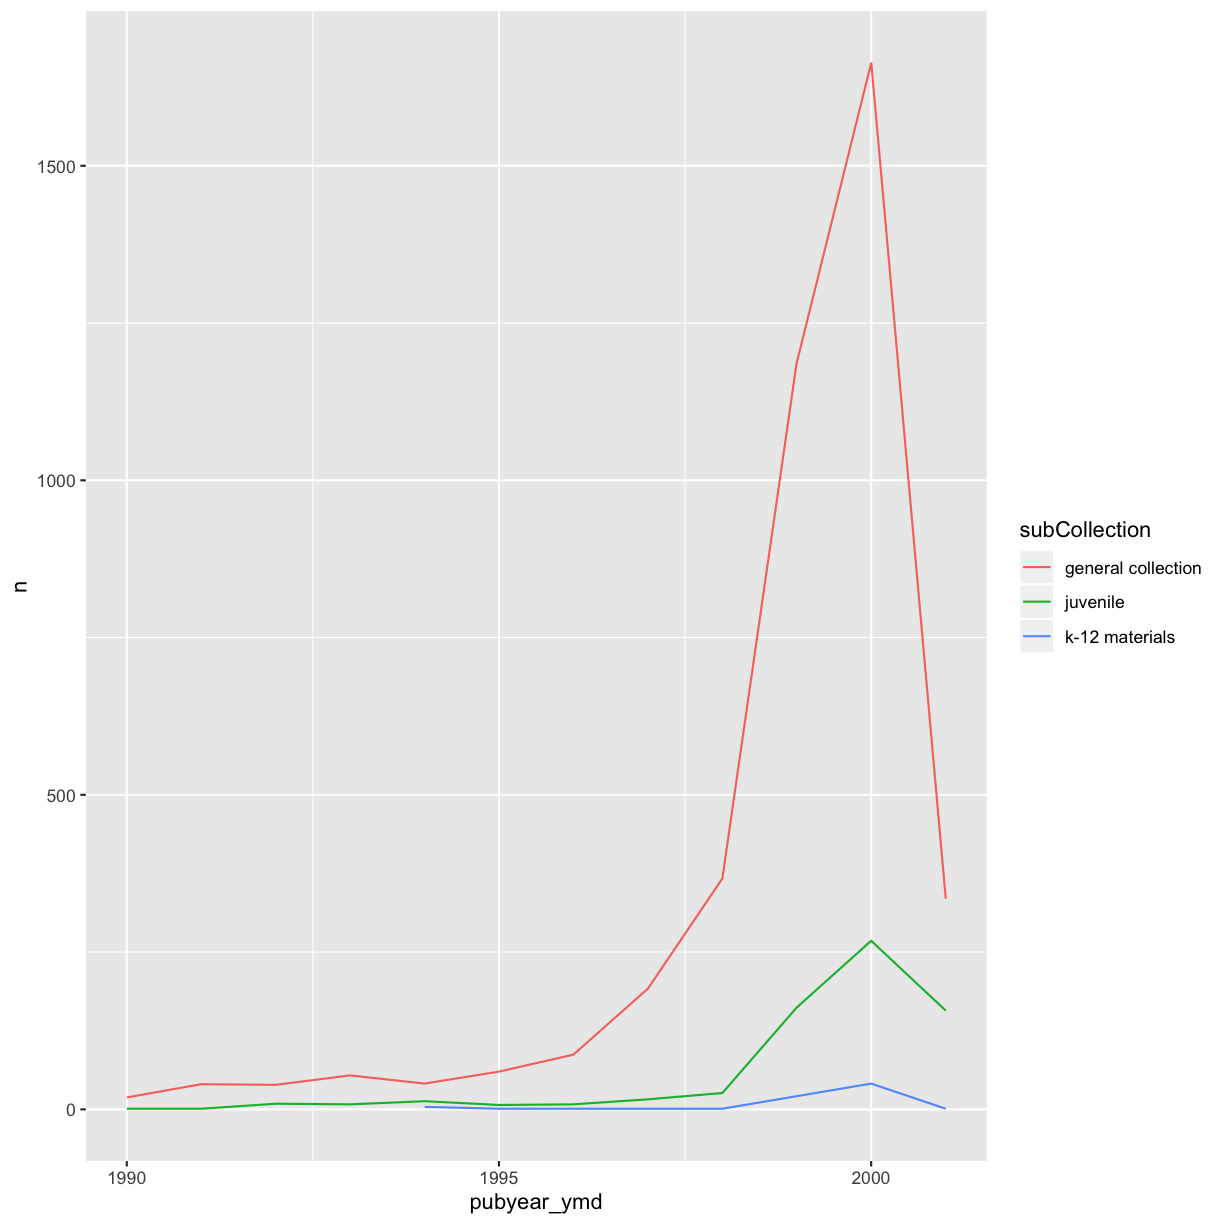 1500
1000
500
0
n
1990
1995
2000
pubyear_ymd
subCollection
general collection
juvenile
k-12 materials